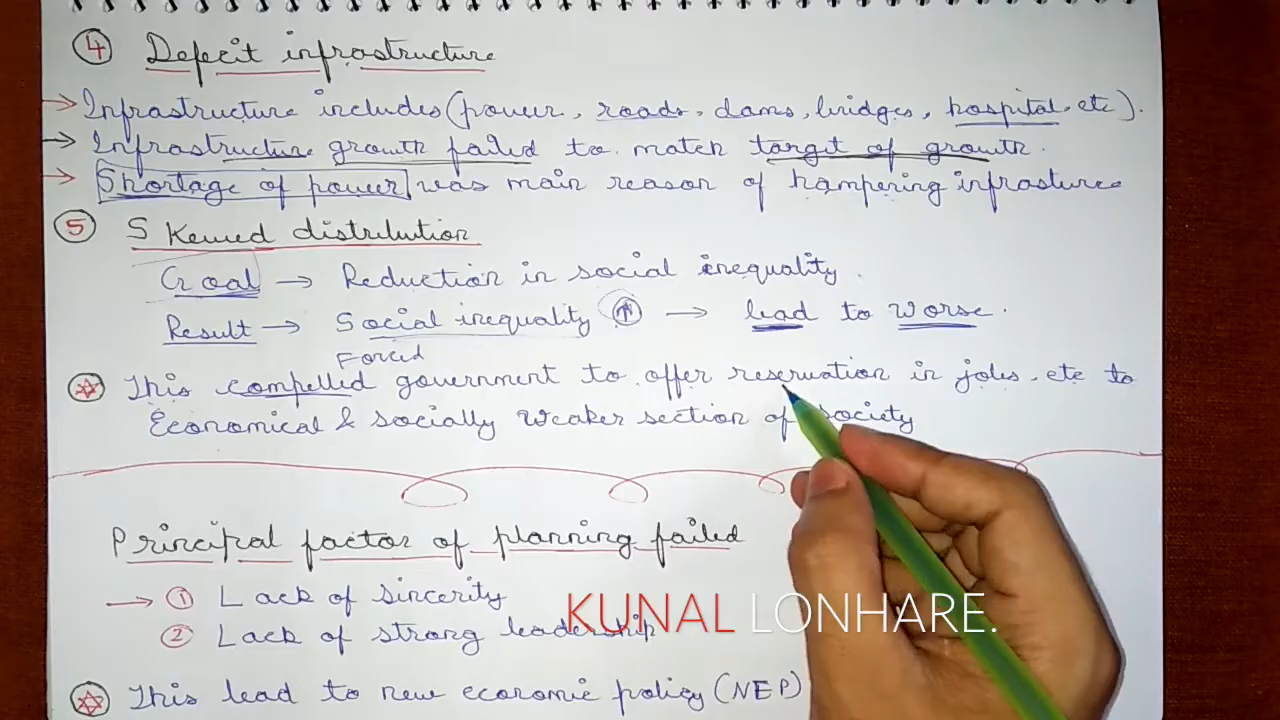 4 Defecit infrastructure
→ Infrastructure includes (power, roads, dams, bridges, hospital, etc).
→ Infrastructure growth failed to match target of growth.
→ Shortage of power was main reason of hampering infrasture
5 Skewed distribution
Goal → Reduction in social inequality.
Result → Social inequality ↑ → lead to worse.
Forced
This compelled government to offer reservation in jobs, etc to
Economical & socially weaker section of society
Principal factor of planning failed
→ 1 Lack of sincerity
2 Lack of strong leadership
KUNAL LONHARE.
This lead to new economic policy (NEP)